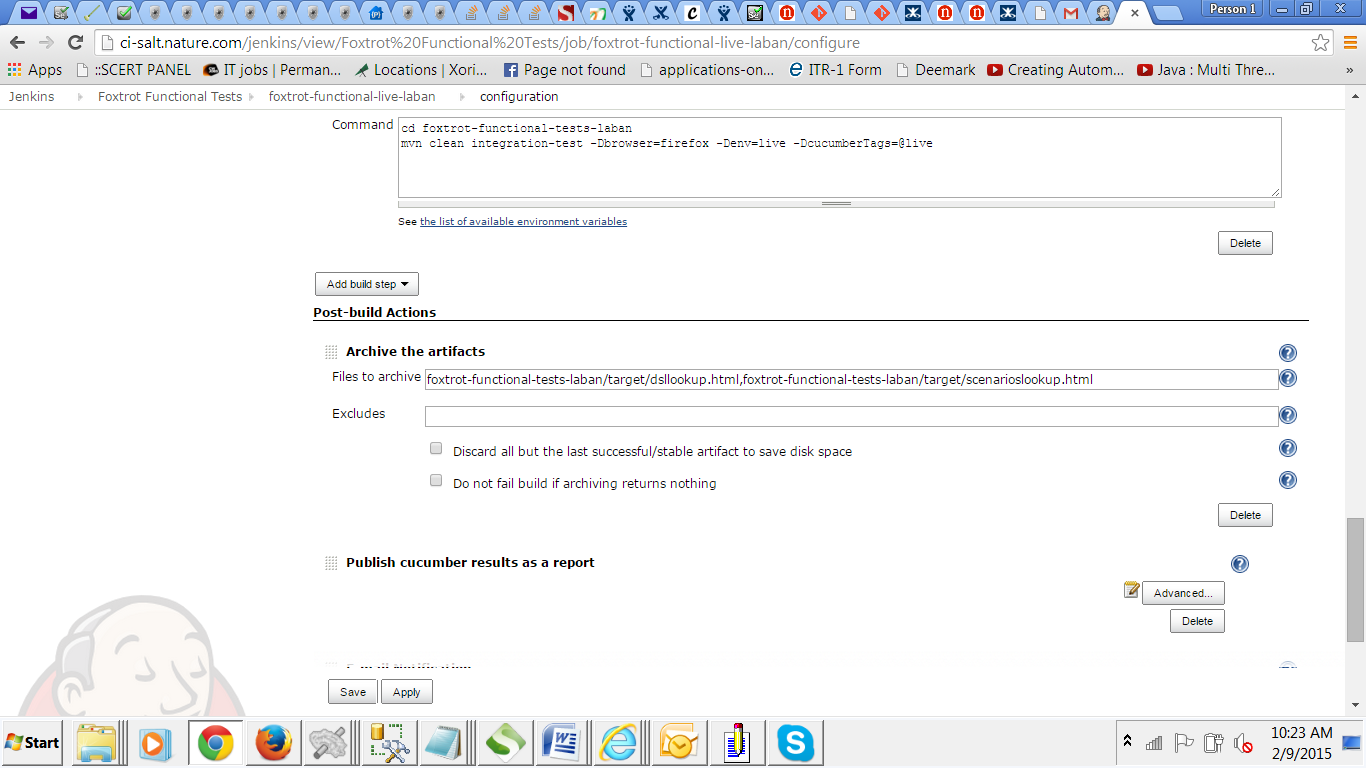 Person 1
ci-salt.nature.com/jenkins/view/Foxtrot%20Functional%20Tests/job/foxtrot-functional-live-laban/configure
Apps ::SCERT PANEL IT jobs | Perman... Locations | Xori... Page not found applications-on... ITR-1 Form Deemark Creating Autom... Java : Multi Thre... »
Jenkins Foxtrot Functional Tests foxtrot-functional-live-laban configuration
Command
cd foxtrot-functional-tests-laban
mvn clean integration-test -Dbrowser=firefox -Denv=live -DcucumberTags=@live
See the list of available environment variables
Delete
Add build step
Post-build Actions
Archive the artifacts
Files to archive foxtrot-functional-tests-laban/target/dsllookup.html,foxtrot-functional-tests-laban/target/scenarioslookup.html
Excludes
Discard all but the last successful/stable artifact to save disk space
Do not fail build if archiving returns nothing
Delete
Publish cucumber results as a report
Advanced...
Delete
Save Apply
Start
10:23 AM
2/9/2015